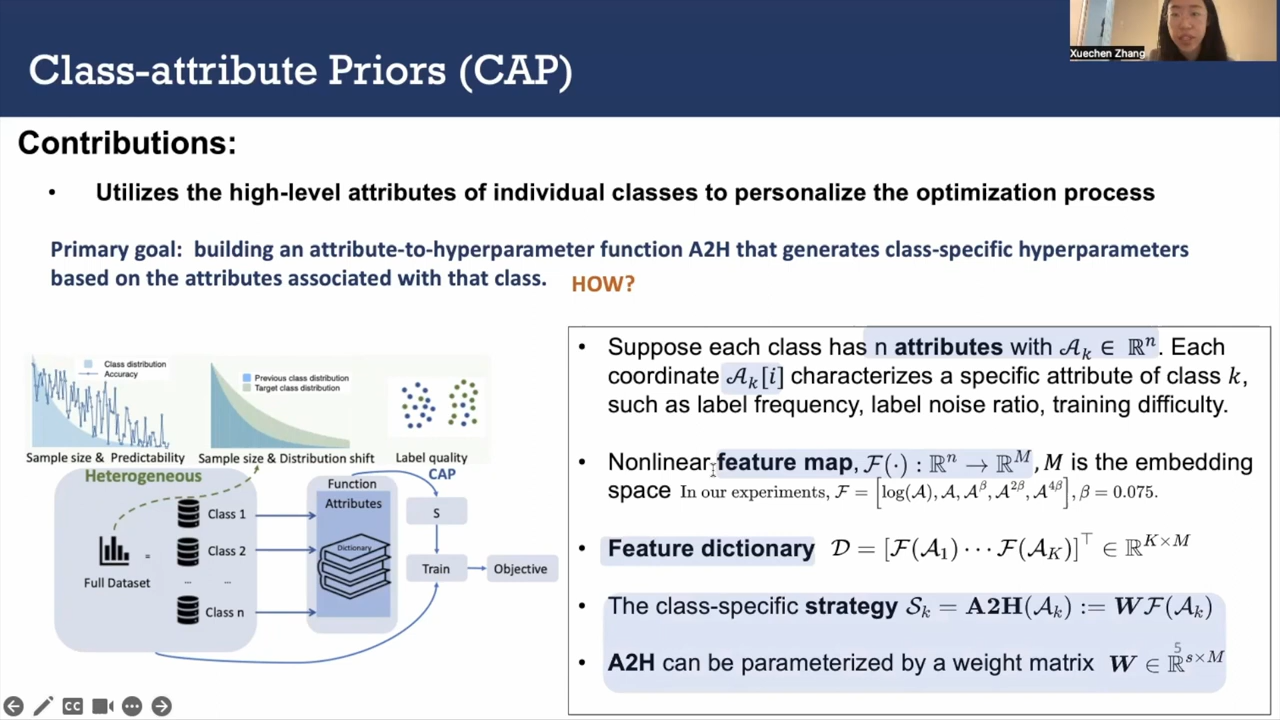 Class-attribute Priors (CAP)
Xuechen Zhang
Contributions:
• Utilizes the high-level attributes of individual classes to personalize the optimization process
Primary goal: building an attribute-to-hyperparameter function A2H that generates class-specific hyperparameters
based on the attributes associated with that class. HOW?
Class distribution
Accuracy
Previous class distribution
Target class distribution
Sample size & Predictability
Sample size & Distribution shift
Label quality
Heterogeneous
CAP
Function
Attributes
Dictionary
Class 1
Class 2
... ...
Class n
Full Dataset
=
S
Train
Objective
• Suppose each class has n attributes with 𝒜ₖ ∈ ℝⁿ. Each
coordinate 𝒜ₖ[i] characterizes a specific attribute of class k,
such as label frequency, label noise ratio, training difficulty.
• Nonlinear feature map, ℱ(·) : ℝⁿ → ℝᴹ, M is the embedding
space In our experiments, ℱ = [log(𝒜), 𝒜, 𝒜^β, 𝒜^2β, 𝒜^4β], β = 0.075.
• Feature dictionary 𝒟 = [ℱ(𝒜₁) ··· ℱ(𝒜_K)]^⊤ ∈ ℝ^{K×M}
• The class-specific strategy 𝒮ₖ = A2H(𝒜ₖ) := Wℱ(𝒜ₖ)
5
• A2H can be parameterized by a weight matrix W ∈ ℝ^{s×M}
CC